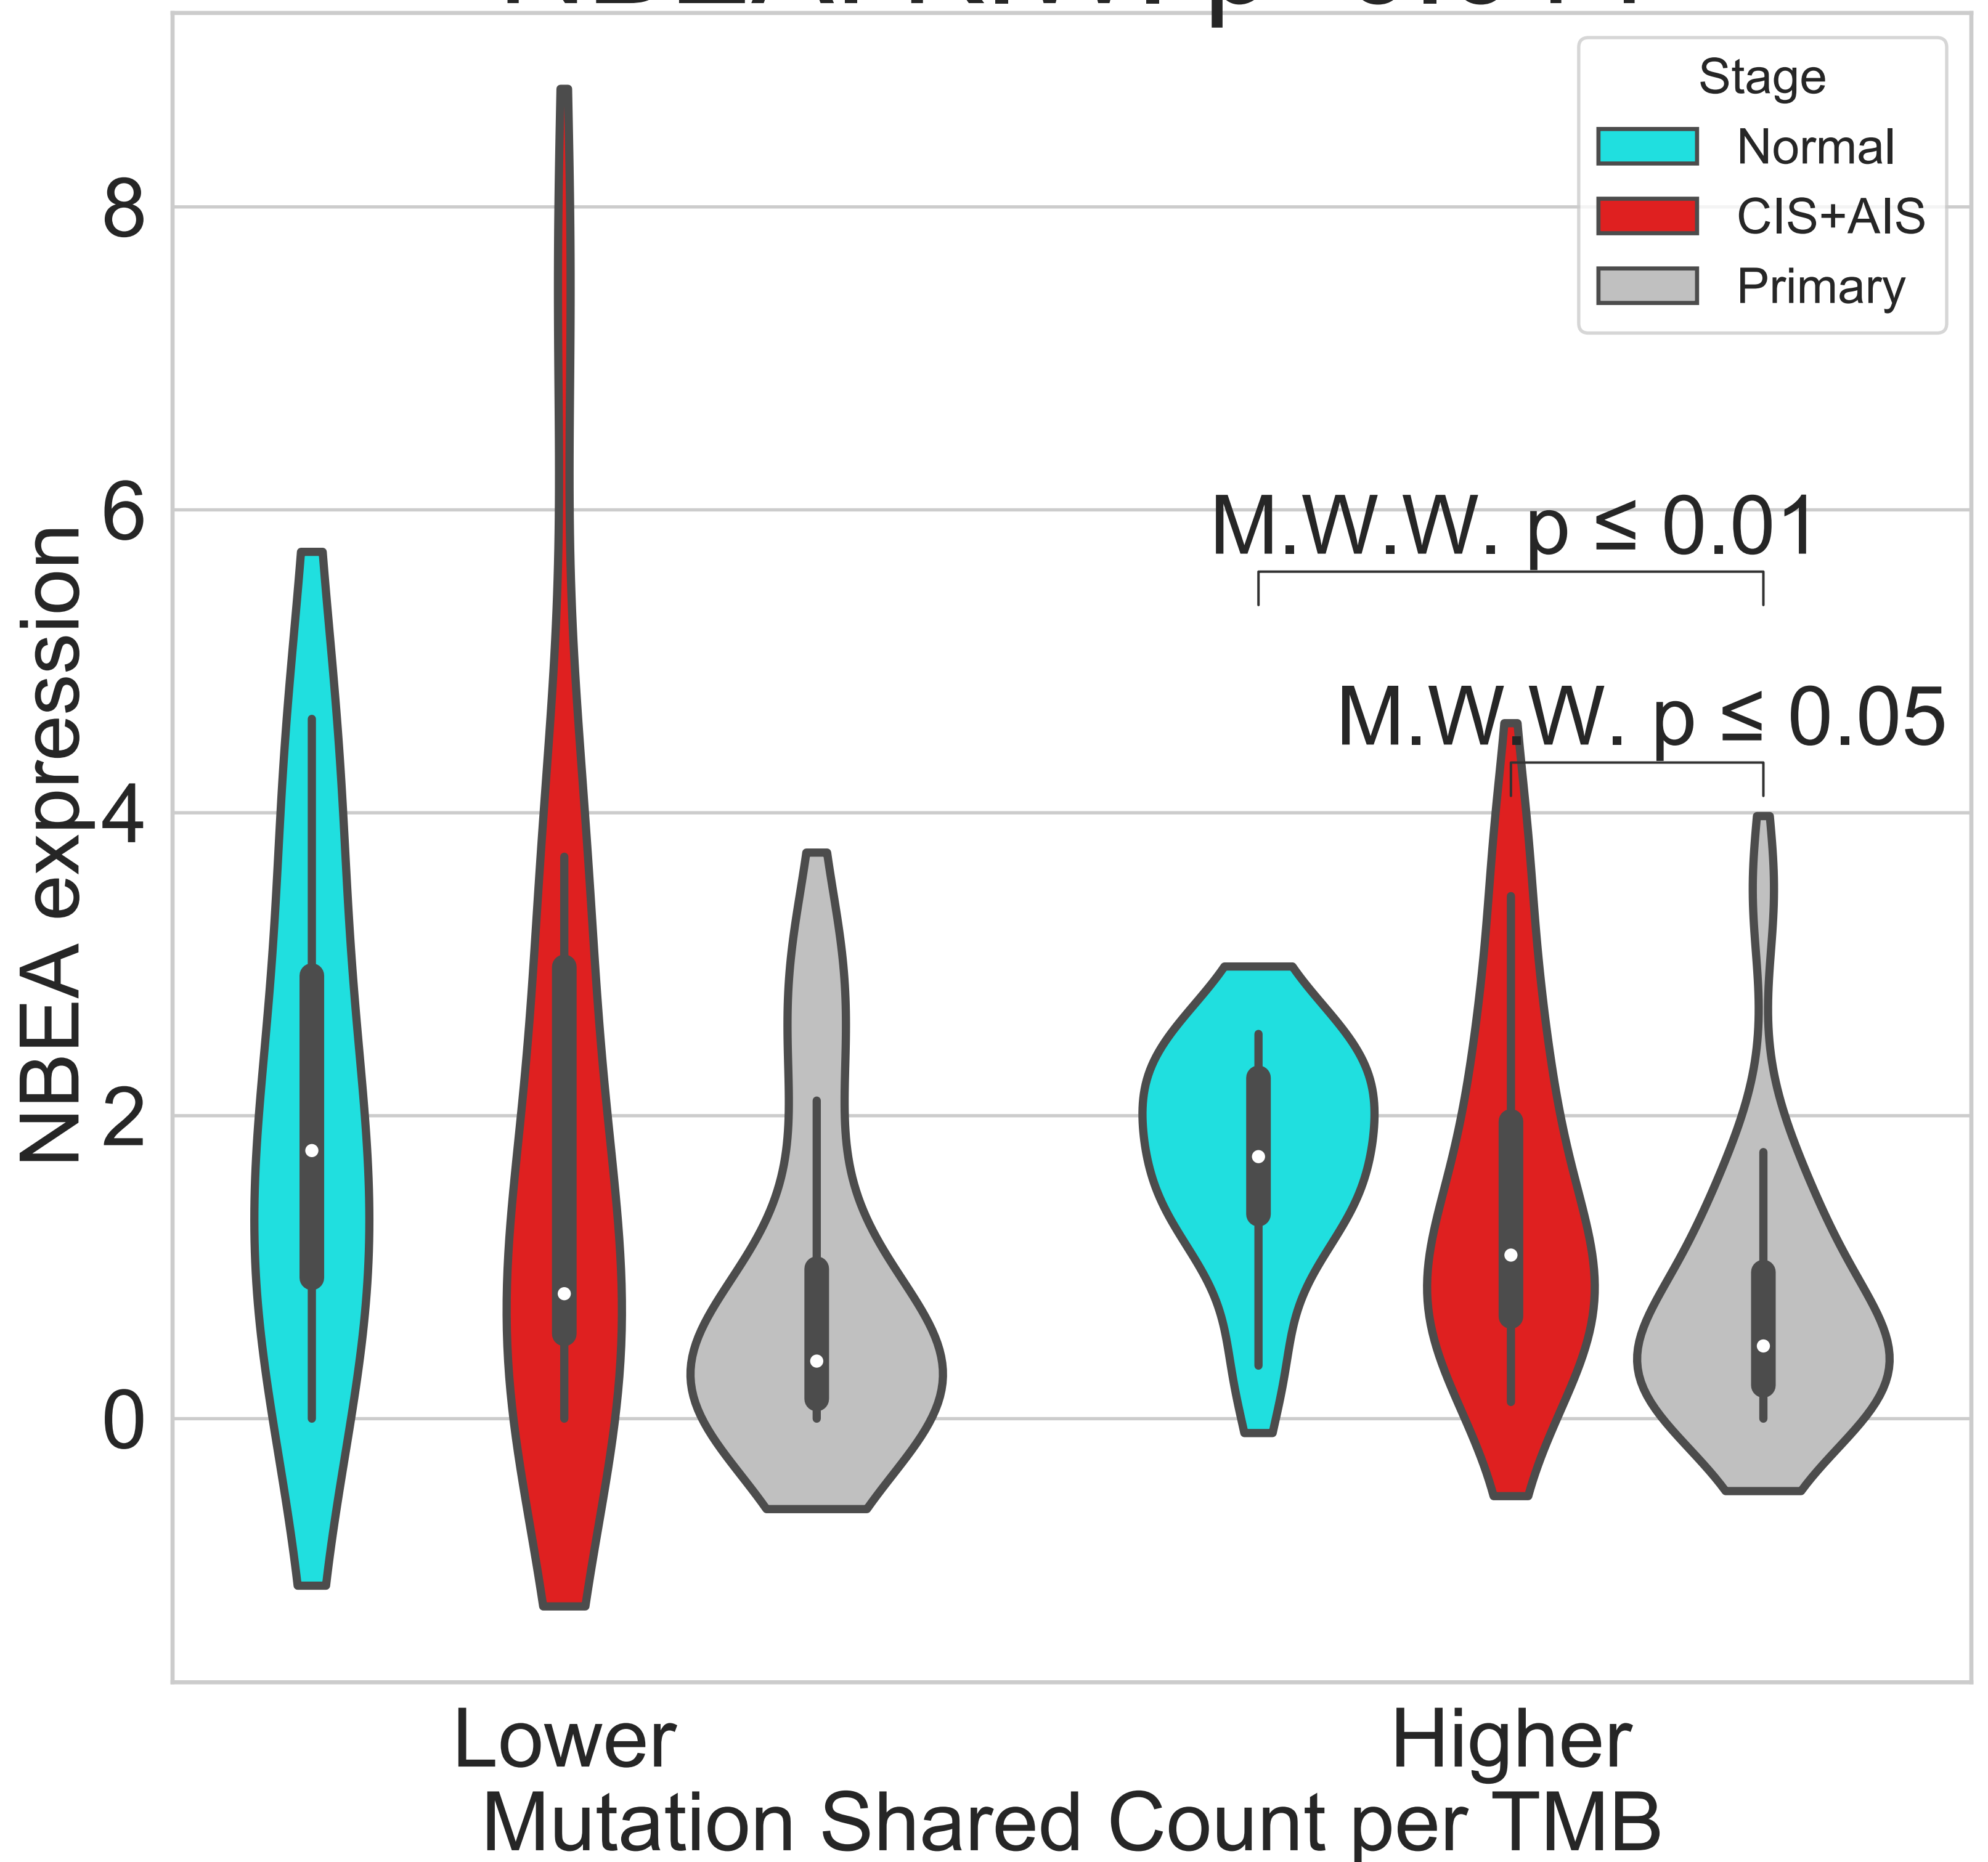 Stage
Normal
CIS+AIS
Primary
8
6
4
2
0
NBEA expression
M.W.W. p ≤ 0.01
M.W.W. p ≤ 0.05
Lower
Higher
Mutation Shared Count per TMB